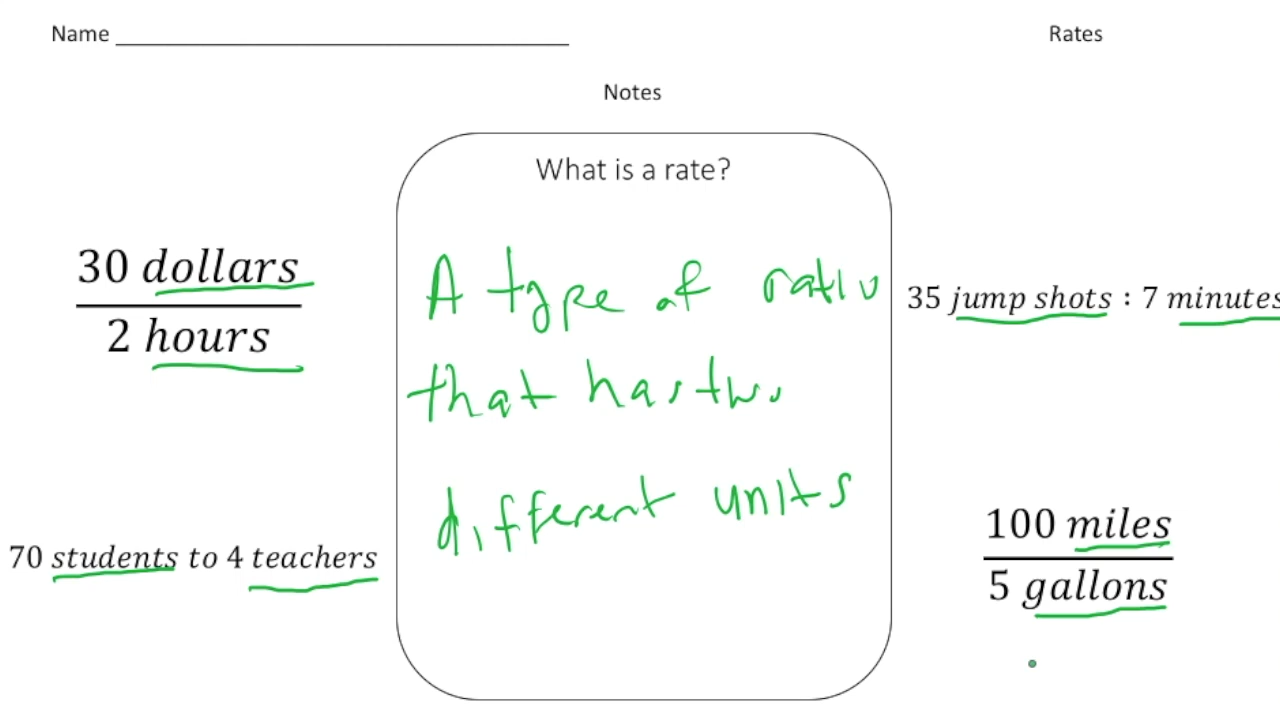 Name
Rates
Notes
What is a rate?
30 dollars
2 hours
A type of ratio
that has two
different units
35 jump shots : 7 minutes
70 students to 4 teachers
100 miles
5 gallons